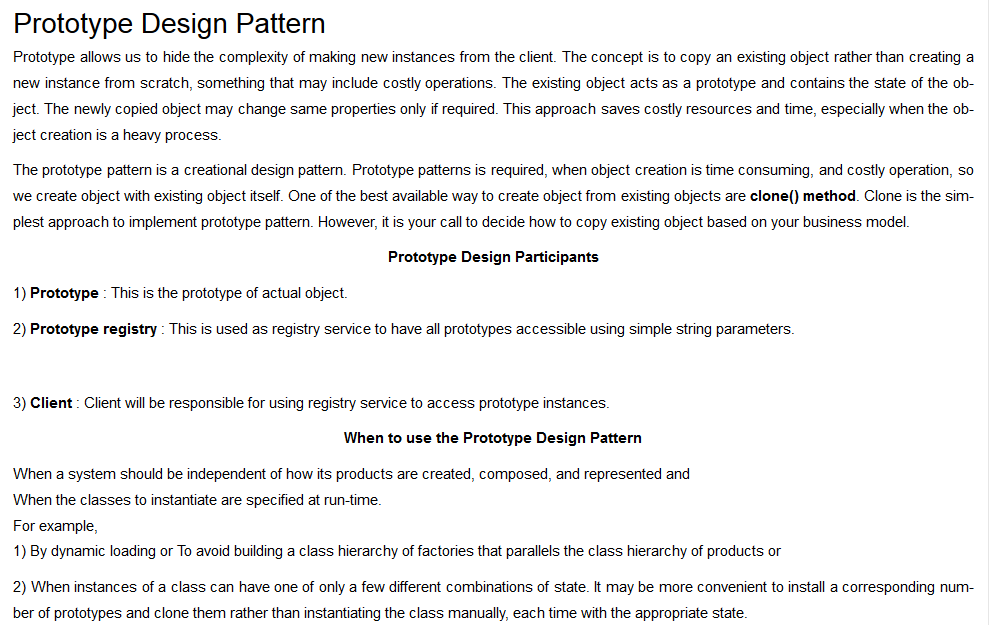 Prototype Design Pattern
Prototype allows us to hide the complexity of making new instances from the client. The concept is to copy an existing object rather than creating a
new instance from scratch, something that may include costly operations. The existing object acts as a prototype and contains the state of the ob-
ject. The newly copied object may change same properties only if required. This approach saves costly resources and time, especially when the ob-
ject creation is a heavy process.
The prototype pattern is a creational design pattern. Prototype patterns is required, when object creation is time consuming, and costly operation, so
we create object with existing object itself. One of the best available way to create object from existing objects are clone() method. Clone is the sim-
plest approach to implement prototype pattern. However, it is your call to decide how to copy existing object based on your business model.
Prototype Design Participants
1) Prototype : This is the prototype of actual object.
2) Prototype registry : This is used as registry service to have all prototypes accessible using simple string parameters.
3) Client : Client will be responsible for using registry service to access prototype instances.
When to use the Prototype Design Pattern
When a system should be independent of how its products are created, composed, and represented and
When the classes to instantiate are specified at run-time.
For example,
1) By dynamic loading or To avoid building a class hierarchy of factories that parallels the class hierarchy of products or
2) When instances of a class can have one of only a few different combinations of state. It may be more convenient to install a corresponding num-
ber of prototypes and clone them rather than instantiating the class manually, each time with the appropriate state.